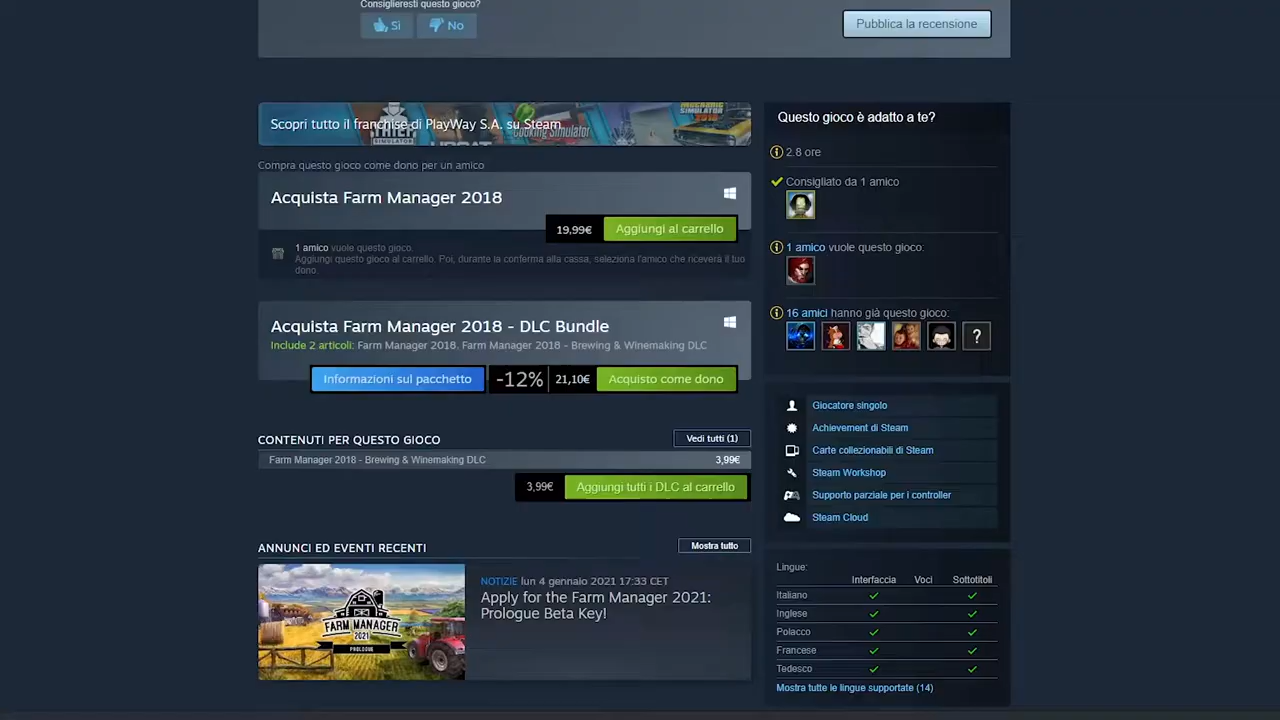 Consiglieresti questo gioco?
Sì
No
Pubblica la recensione
Scopri tutto il franchise di PlayWay S.A. su Steam
THIEF
SIMULATOR
Cooking Simulator
MECHANIC
SIMULATOR
Compra questo gioco come dono per un amico
Acquista Farm Manager 2018
19,99€
Aggiungi al carrello
1 amico vuole questo gioco.
Aggiungi questo gioco al carrello. Poi, durante la conferma alla cassa, seleziona l'amico che riceverà il tuo
dono.
Acquista Farm Manager 2018 - DLC Bundle
Include 2 articoli: Farm Manager 2018, Farm Manager 2018 - Brewing & Winemaking DLC
Informazioni sul pacchetto
-12%
21,10€
Acquisto come dono
CONTENUTI PER QUESTO GIOCO
Vedi tutti (1)
Farm Manager 2018 - Brewing & Winemaking DLC
3,99€
3,99€
Aggiungi tutti i DLC al carrello
ANNUNCI ED EVENTI RECENTI
Mostra tutto
FARM MANAGER
2021
PROLOGUE
NOTIZIE lun 4 gennaio 2021 17:33 CET
Apply for the Farm Manager 2021:
Prologue Beta Key!
Questo gioco è adatto a te?
2.8 ore
Consigliato da 1 amico
1 amico vuole questo gioco:
16 amici hanno già questo gioco:
?
Giocatore singolo
Achievement di Steam
Carte collezionabili di Steam
Steam Workshop
Supporto parziale per i controller
Steam Cloud
Lingue:
Interfaccia Voci Sottotitoli
Italiano
Inglese
Polacco
Francese
Tedesco
Mostra tutte le lingue supportate (14)